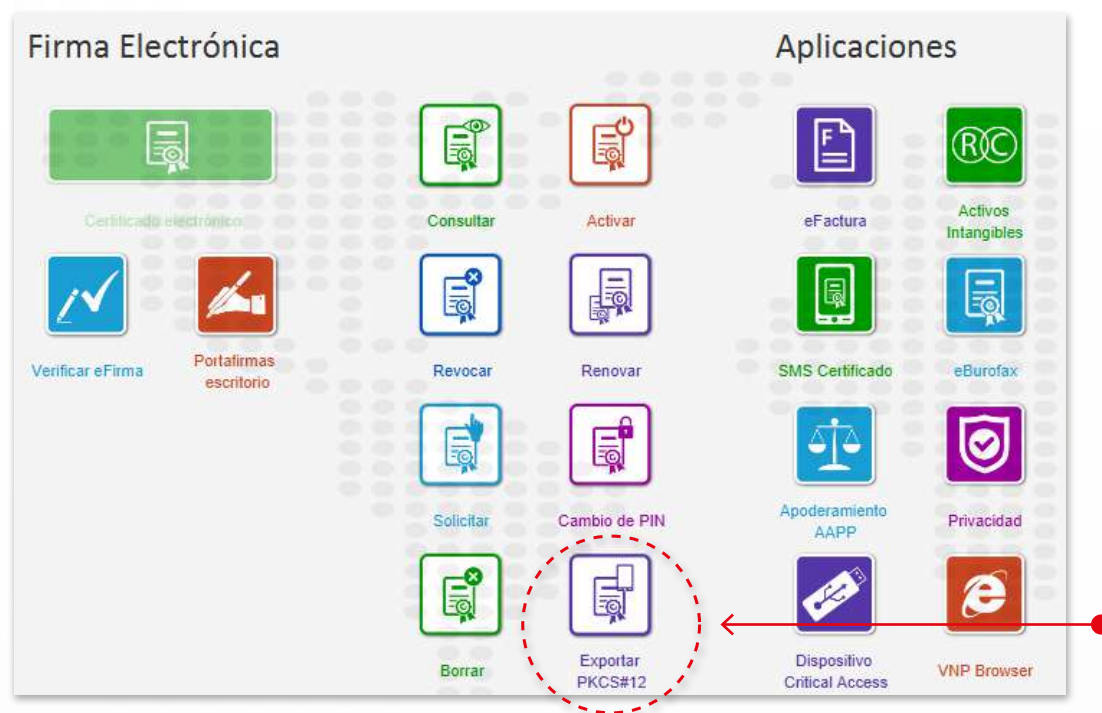 Firma Electrónica
Aplicaciones
Certificado electrónico
Consultar
Activar
eFactura
Activos
Intangibles
Verificar eFirma
Portafirmas
escritorio
Revocar
Renovar
SMS Certificado
eBurofax
Solicitar
Cambio de PIN
Apoderamiento
AAPP
Privacidad
Borrar
Exportar
PKCS#12
Dispositivo
Critical Access
VNP Browser
F
RC
e